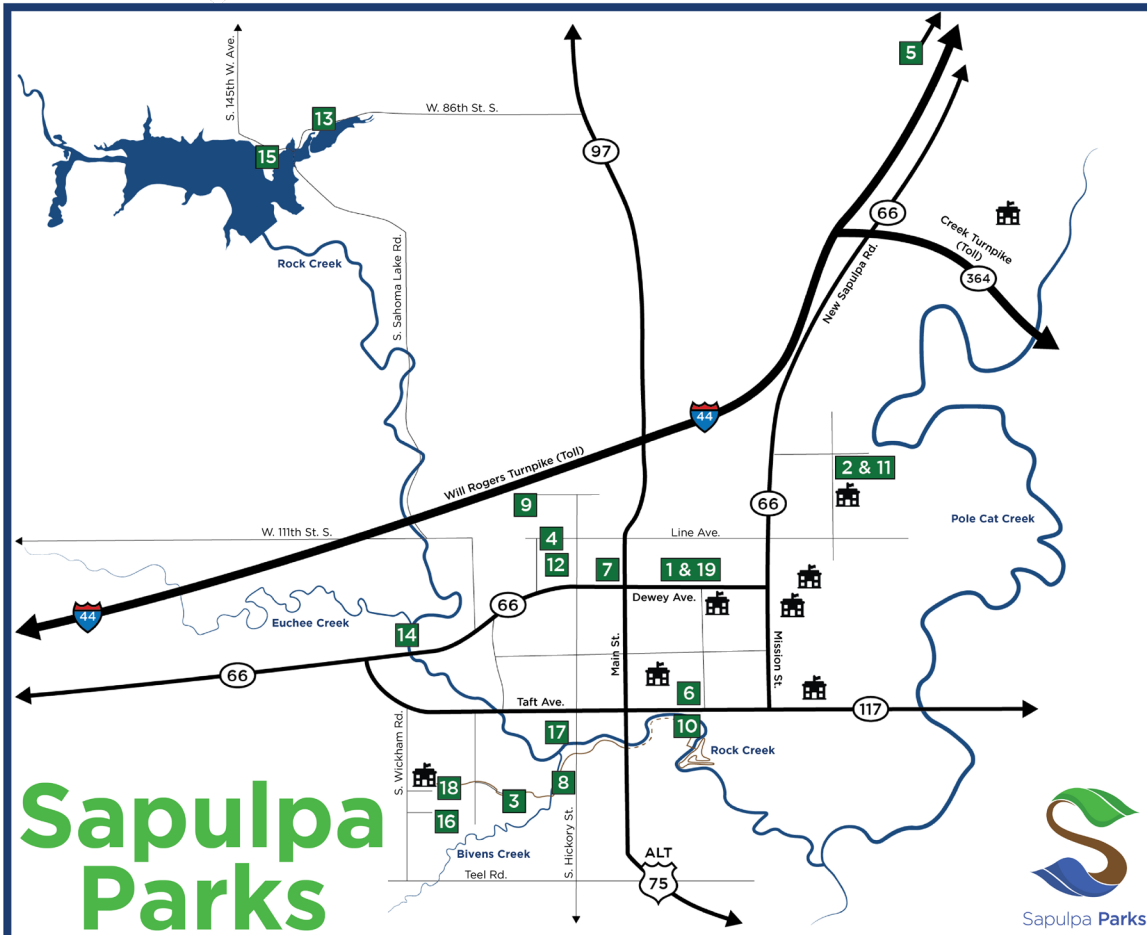 5
S. 145th W. Ave.
13
W. 86th St. S.
15
97
66
Creek Turnpike
(Toll)
364
Rock Creek
S. Sahoma Lake Rd.
New Sapulpa Rd.
44
Will Rogers Turnpike (Toll)
2 & 11
9
66
Pole Cat Creek
W. 111th St. S.
4
Line Ave.
12
7
1 & 19
Dewey Ave.
66
44
Euchee Creek
14
66
Main St.
Mission St.
6
Taft Ave.
117
17
10
Rock Creek
S. Wickham Rd.
18
3
8
16
Bivens Creek
S. Hickory St.
Teel Rd.
ALT
75
Sapulpa
Parks
Sapulpa Parks